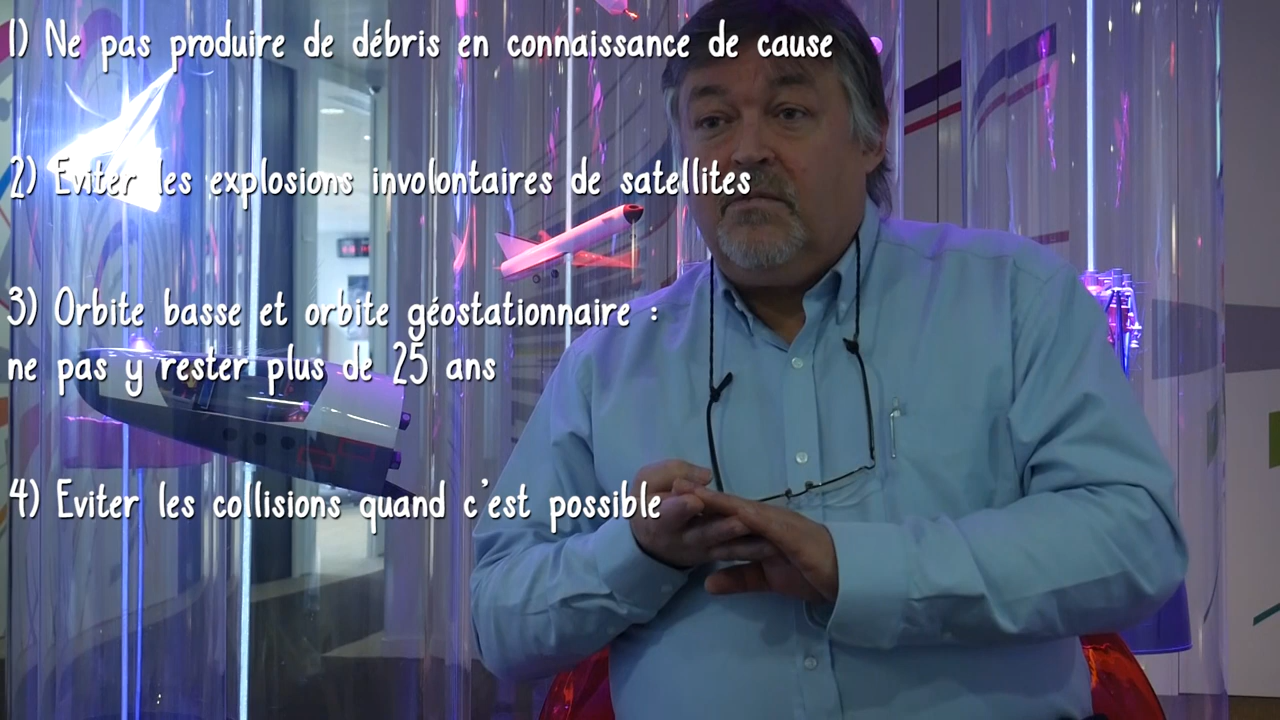 1) Ne pas produire de débris en connaissance de cause
2) Eviter les explosions involontaires de satellites
3) Orbite basse et orbite géostationnaire :
ne pas y rester plus de 25 ans
4) Eviter les collisions quand c'est possible